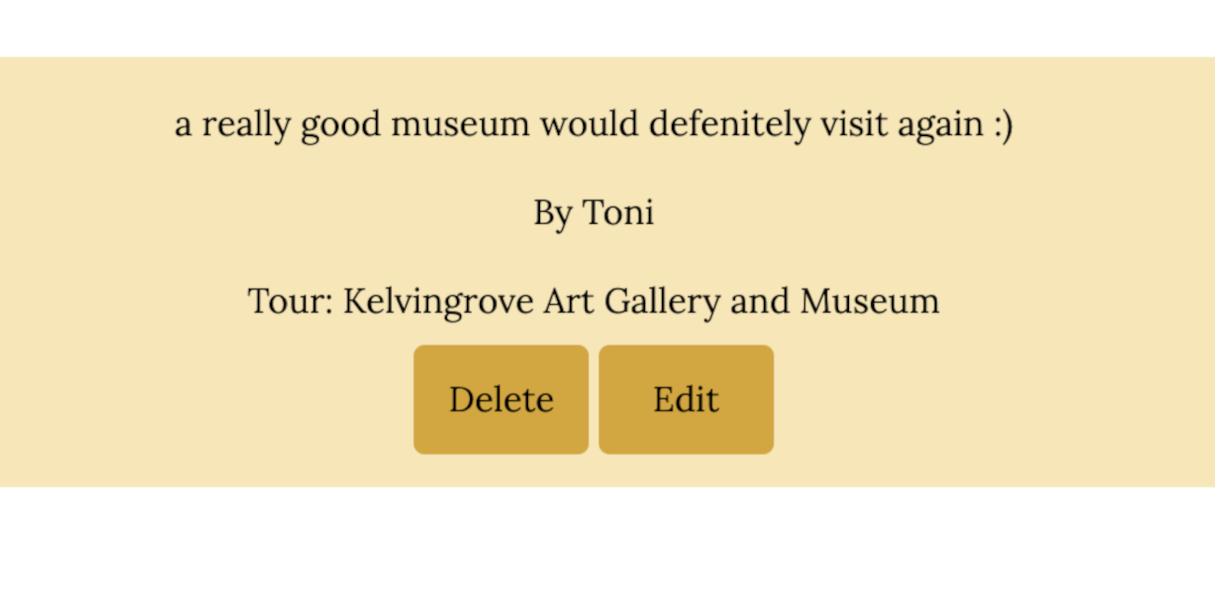 a really good museum would defenitely visit again :)
By Toni
Tour: Kelvingrove Art Gallery and Museum
Delete Edit